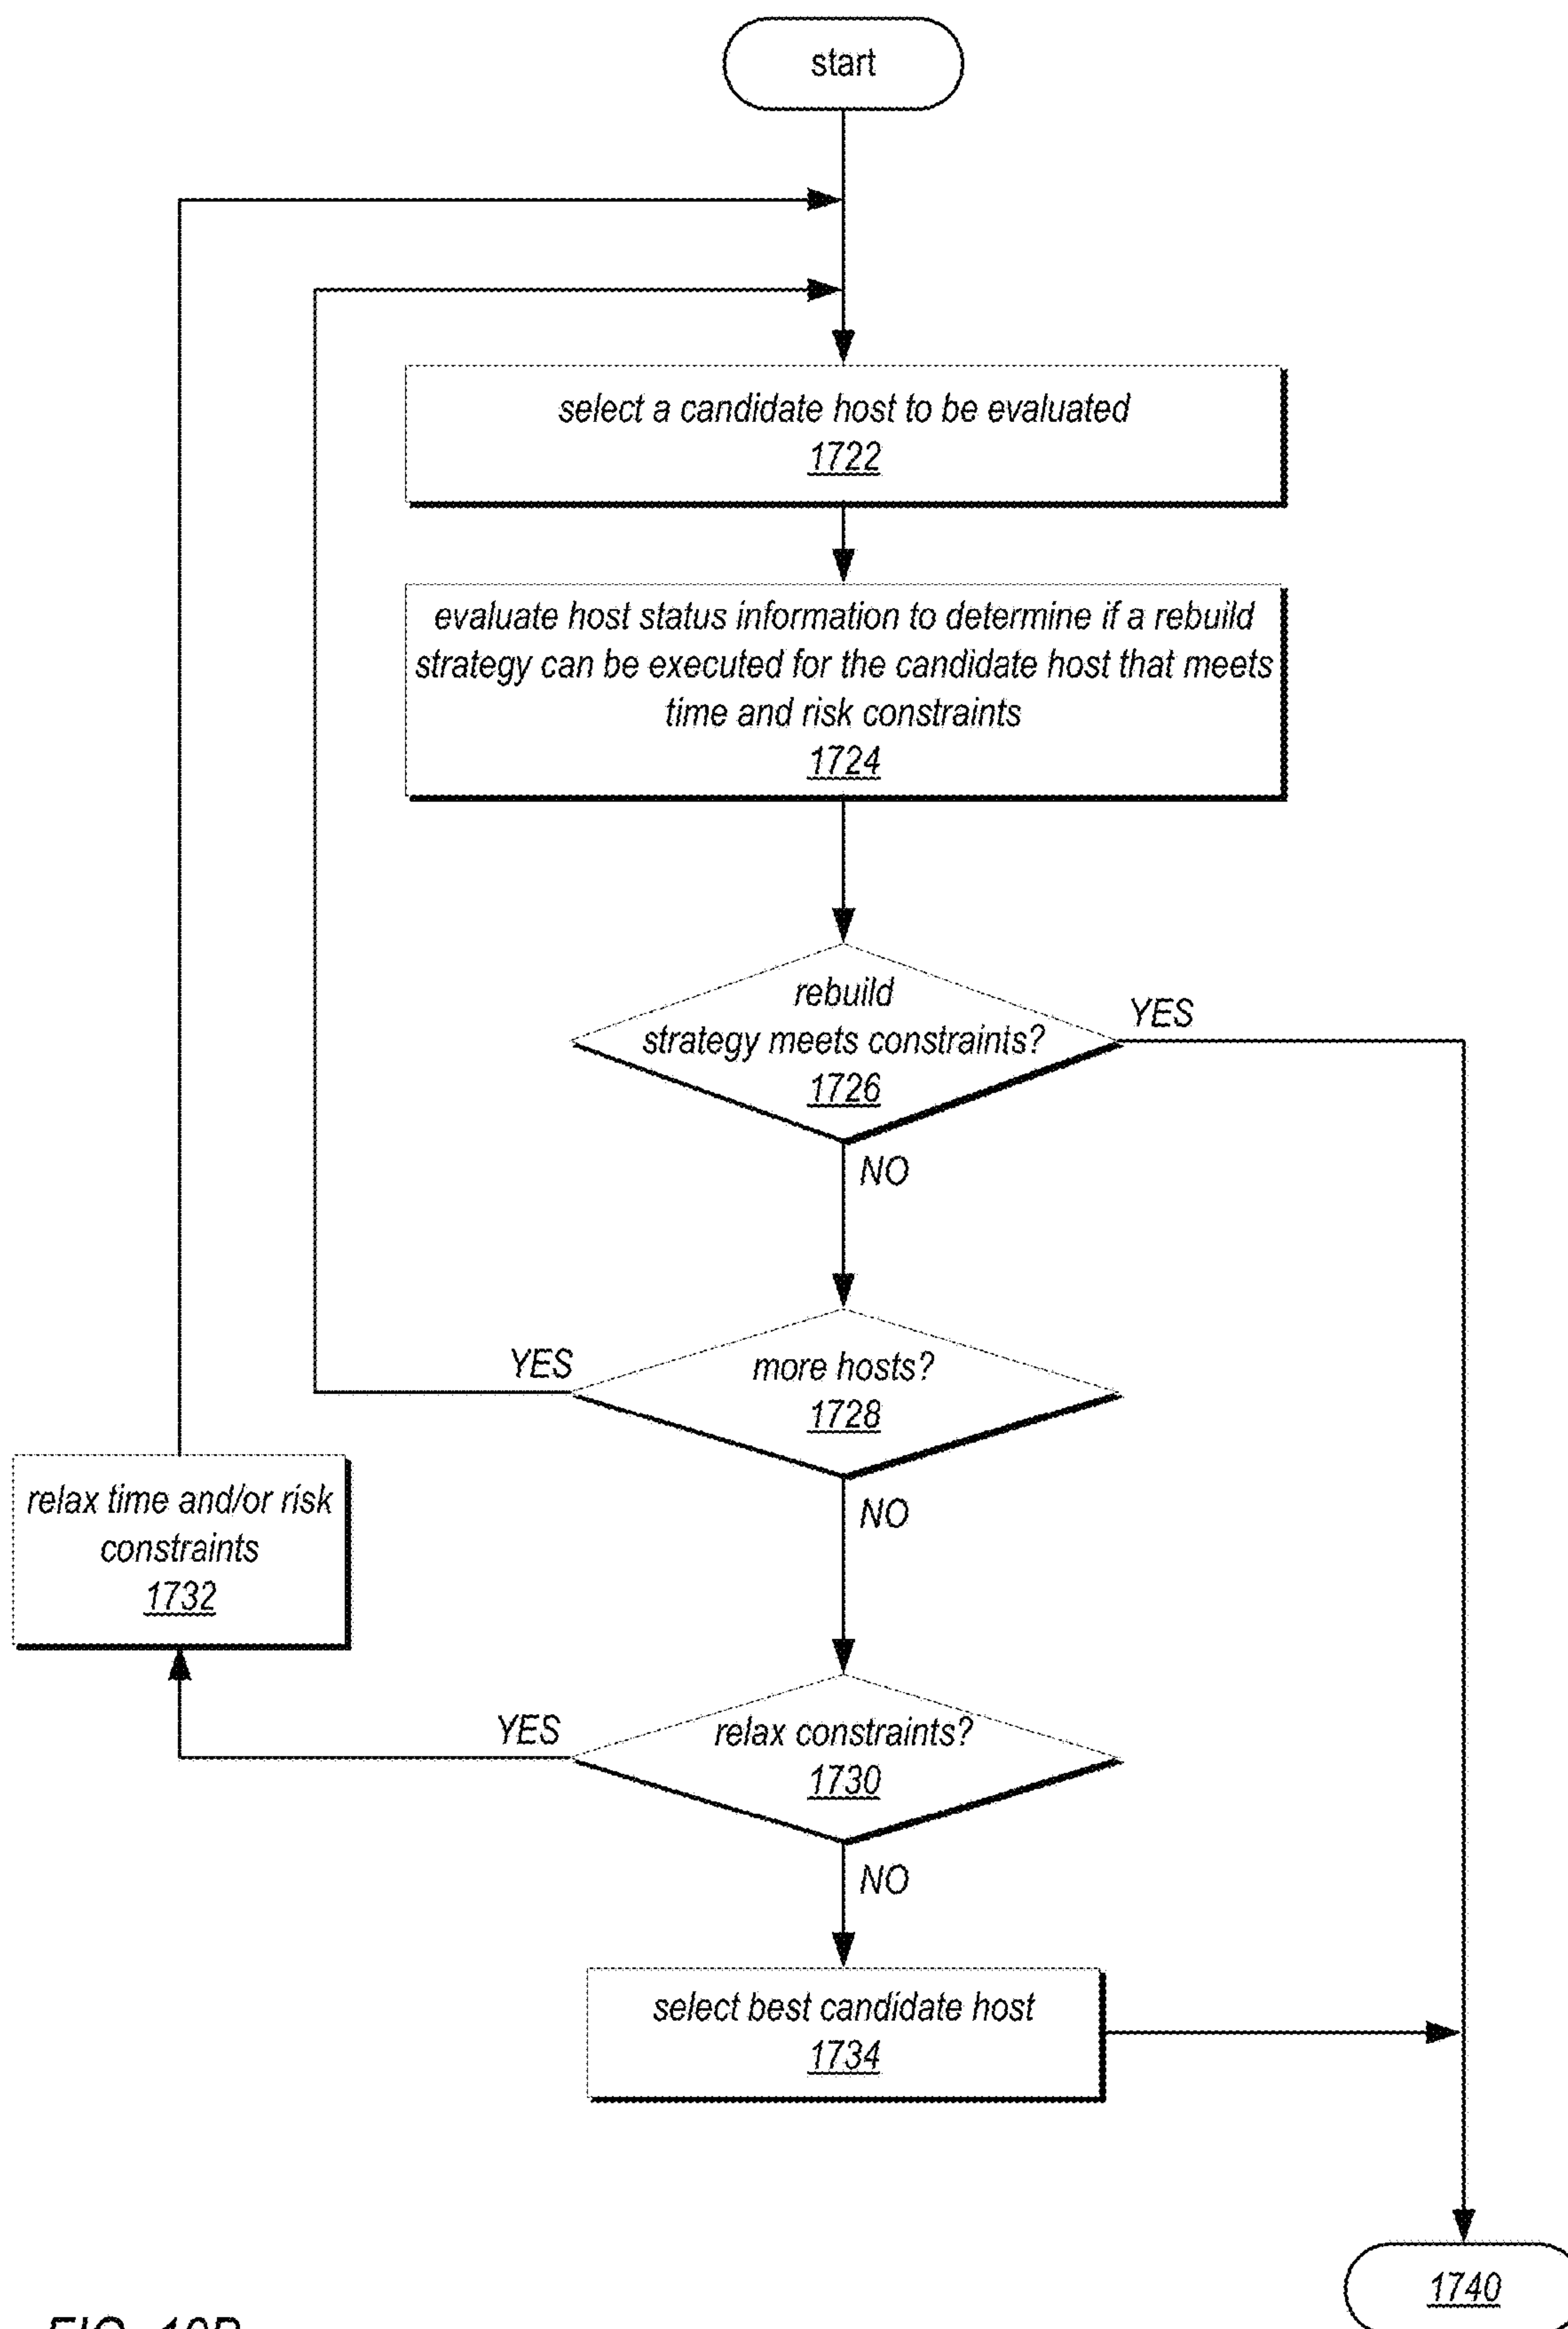 start
select a candidate host to be evaluated
1722
evaluate host status information to determine if a rebuild
strategy can be executed for the candidate host that meets
time and risk constraints
1724
rebuild
strategy meets constraints?
1726
YES
NO
YES
more hosts?
1728
NO
relax time and/or risk
constraints
1732
YES
relax constraints?
1730
NO
select best candidate host
1734
1740